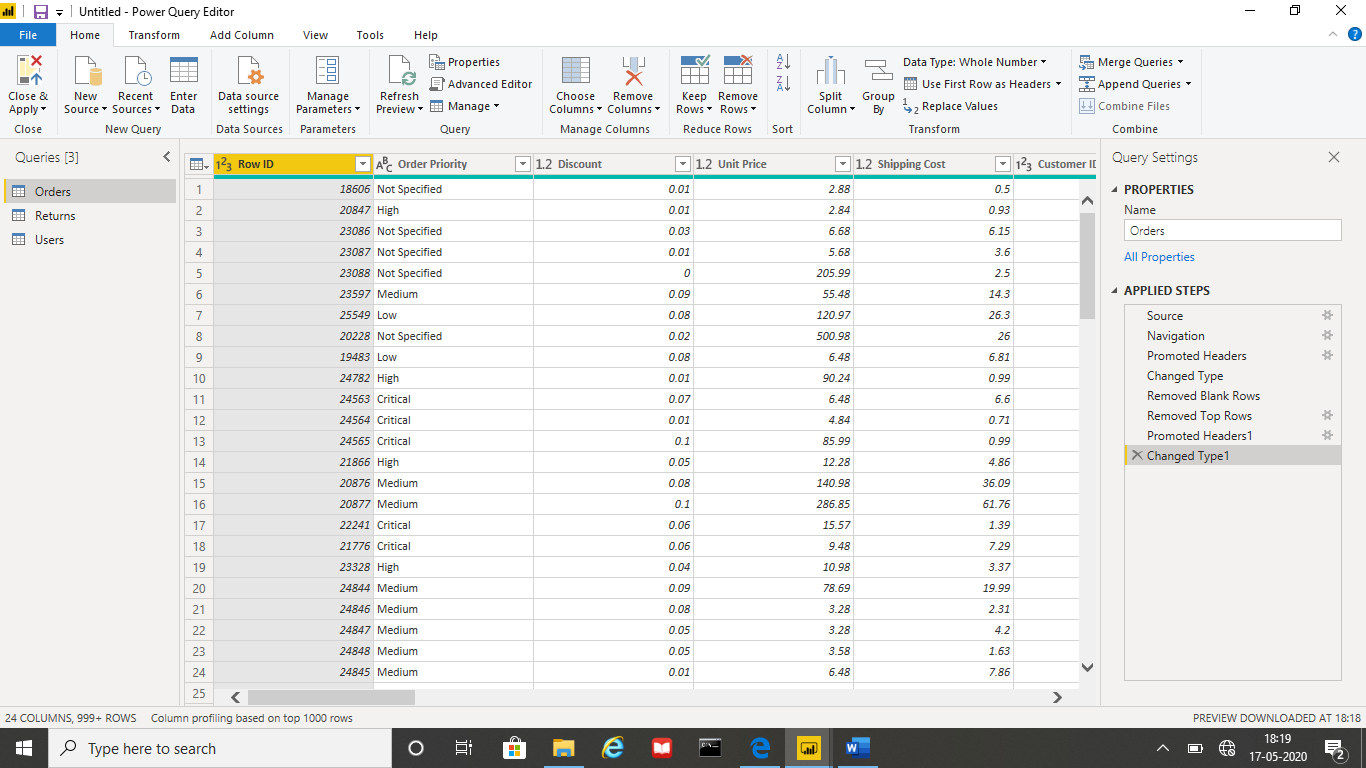 Untitled - Power Query Editor
File Home Transform Add Column View Tools Help
Close & Apply
New Source
Recent Sources
Enter Data
Data source settings
Manage Parameters
Refresh Preview
Properties
Advanced Editor
Manage
Choose Columns
Remove Columns
Keep Rows
Remove Rows
Split Column
Group By
Data Type: Whole Number
Use First Row as Headers
Replace Values
Merge Queries
Append Queries
Combine Files
Close New Query Data Sources Parameters Query Manage Columns Reduce Rows Sort Transform Combine
Queries [3]
Orders
Returns
Users
123 Row ID ABC Order Priority 1.2 Discount 1.2 Unit Price 1.2 Shipping Cost 123 Customer ID
1 18606 Not Specified 0.01 2.88 0.5
2 20847 High 0.01 2.84 0.93
3 23086 Not Specified 0.03 6.68 6.15
4 23087 Not Specified 0.01 5.68 3.6
5 23088 Not Specified 0 205.99 2.5
6 23597 Medium 0.09 55.48 14.3
7 25549 Low 0.08 120.97 26.3
8 20228 Not Specified 0.02 500.98 26
9 19483 Low 0.08 6.48 6.81
10 24782 High 0.01 90.24 0.99
11 24563 Critical 0.07 6.48 6.6
12 24564 Critical 0.01 4.84 0.71
13 24565 Critical 0.1 85.99 0.99
14 21866 High 0.05 12.28 4.86
15 20876 Medium 0.08 140.98 36.09
16 20877 Medium 0.1 286.85 61.76
17 22241 Critical 0.06 15.57 1.39
18 21776 Critical 0.06 9.48 7.29
19 23328 High 0.04 10.98 3.37
20 24844 Medium 0.09 78.69 19.99
21 24846 Medium 0.08 3.28 2.31
22 24847 Medium 0.05 3.28 4.2
23 24848 Medium 0.05 3.58 1.63
24 24845 Medium 0.01 6.48 7.86
25
Query Settings
PROPERTIES
Name
Orders
All Properties
APPLIED STEPS
Source
Navigation
Promoted Headers
Changed Type
Removed Blank Rows
Removed Top Rows
Promoted Headers1
Changed Type1
24 COLUMNS, 999+ ROWS Column profiling based on top 1000 rows
PREVIEW DOWNLOADED AT 18:18
Type here to search
18:19
17-05-2020
2